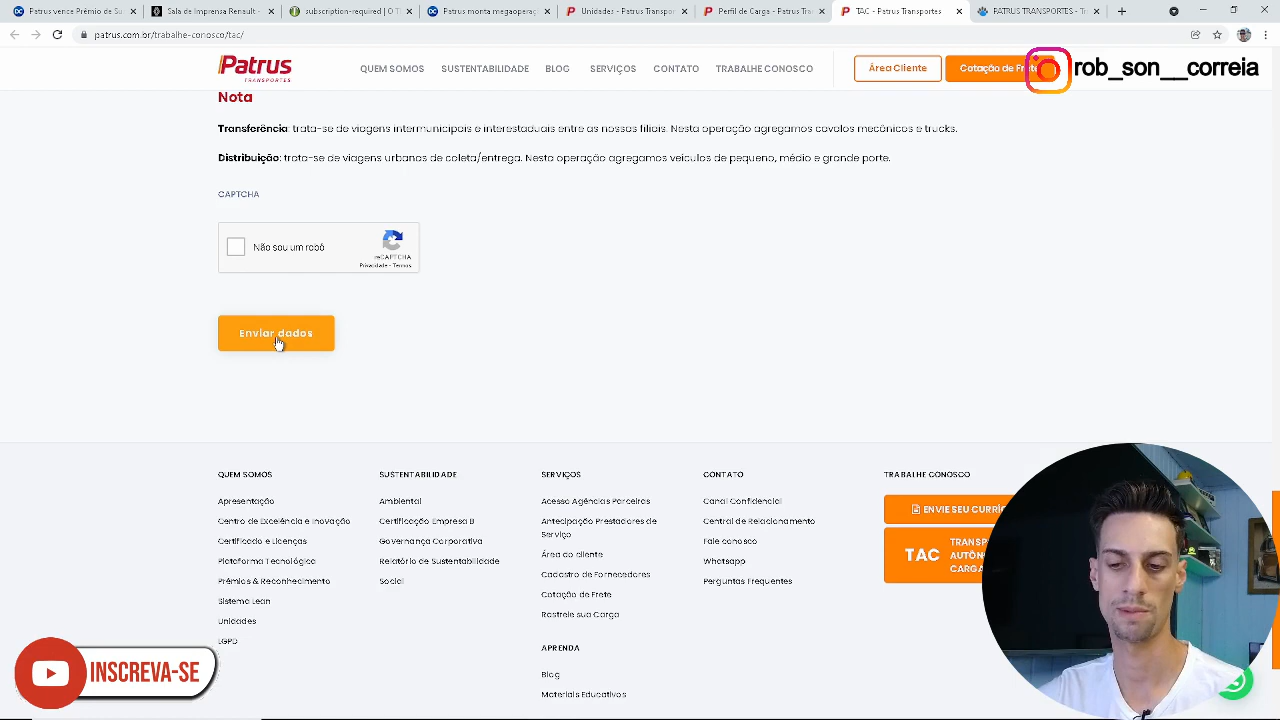 Patrus vence Prêmio de Su
Sala de Imprensa Renault -
subscription-required | O Ti
Patrus monta megaoperaç
Unidades - Patrus Transport
Perfil de Carga - Patrus Tran
TAC - Patrus Transportes
PATRUS TRANSPORTES - Ti
patrus.com.br/trabalhe-conosco/tac/
Patrus
TRANSPORTES
EM SOMOS
SUSTENTABILIDADE
BLOG
SERVIÇ
CONTATO
TRABALHE CONOSCO
Área Cliente
Cotação de Frete
rob_son__correia
Nota
Transferência: trata-se de viagens intermunicipais e interestaduais entre as nossas filiais. Nesta operação agregamos cavalos mecânicos e trucks.
Distribuição: trata-se de viagens urbanas de coleta/entrega. Nesta operação agregamos veículos de pequeno, médio e grande porte.
CAPTCHA
Não sou um robô
reCAPTCHA
Privacidade - Termos
Enviar dados
QUEM SOMOS
Apresentação
Centro de Excelência e Inovação
Certificado e Licenças
Plataforma Tecnológica
Prêmios & Reconhecimento
Sistema Lean
Unidades
LGPD
SUSTENTABILIDADE
Ambiental
Certificação Empresa B
Governança Corporativa
Relatório de Sustentabilidade
Social
SERVIÇOS
Acesso Agências Parceiras
Antecipação Prestadores de
Serviço
Área do cliente
Cadastro de Fornecedores
Cotação de Frete
Rastreie sua Carga
APRENDA
Blog
Materiais Educativos
CONTATO
Canal Confidencial
Central de Relacionamento
Fale conosco
Whatsapp
Perguntas Frequentes
TRABALHE CONOSCO
ENVIE SEU CURRÍC
TAC
TRANSP
AUTÔN
CARGA
INSCREVA-SE